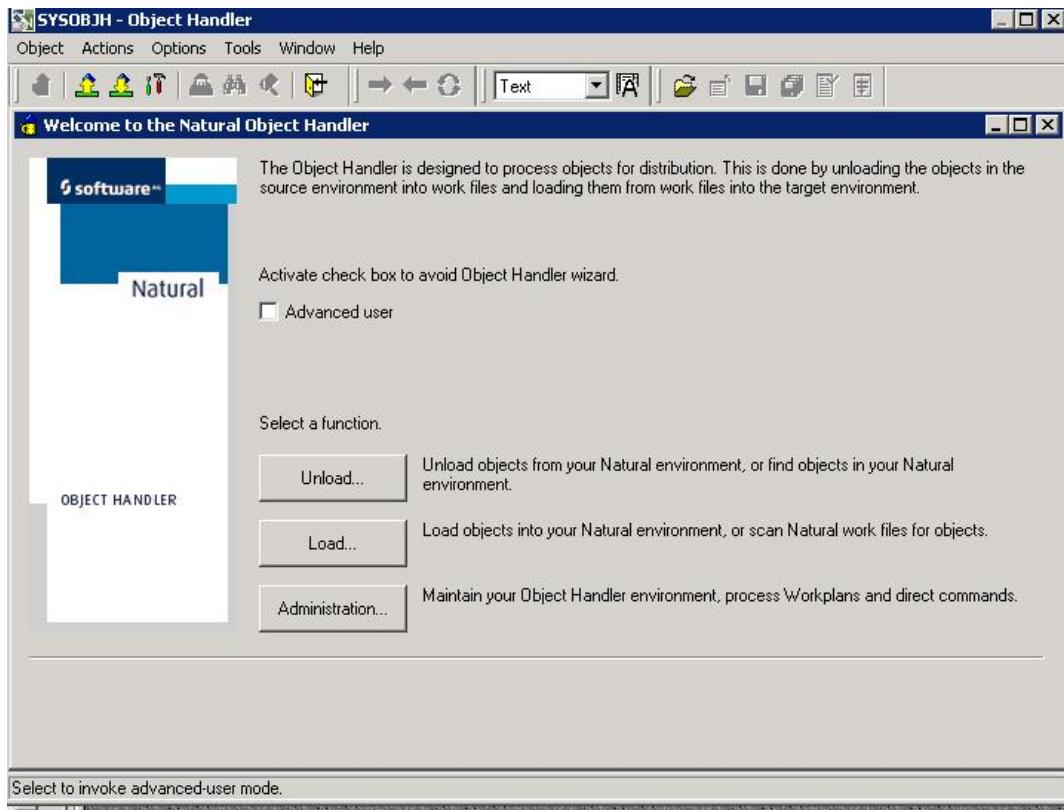 SYSOBJH - Object Handler
Object Actions Options Tools Window Help
Text
Welcome to the Natural Object Handler
software AG
Natural
OBJECT HANDLER
The Object Handler is designed to process objects for distribution. This is done by unloading the objects in the
source environment into work files and loading them from work files into the target environment.
Activate check box to avoid Object Handler wizard.
Advanced user
Select a function.
Unload...
Unload objects from your Natural environment, or find objects in your Natural
environment.
Load...
Load objects into your Natural environment, or scan Natural work files for objects.
Administration...
Maintain your Object Handler environment, process Workplans and direct commands.
Select to invoke advanced-user mode.